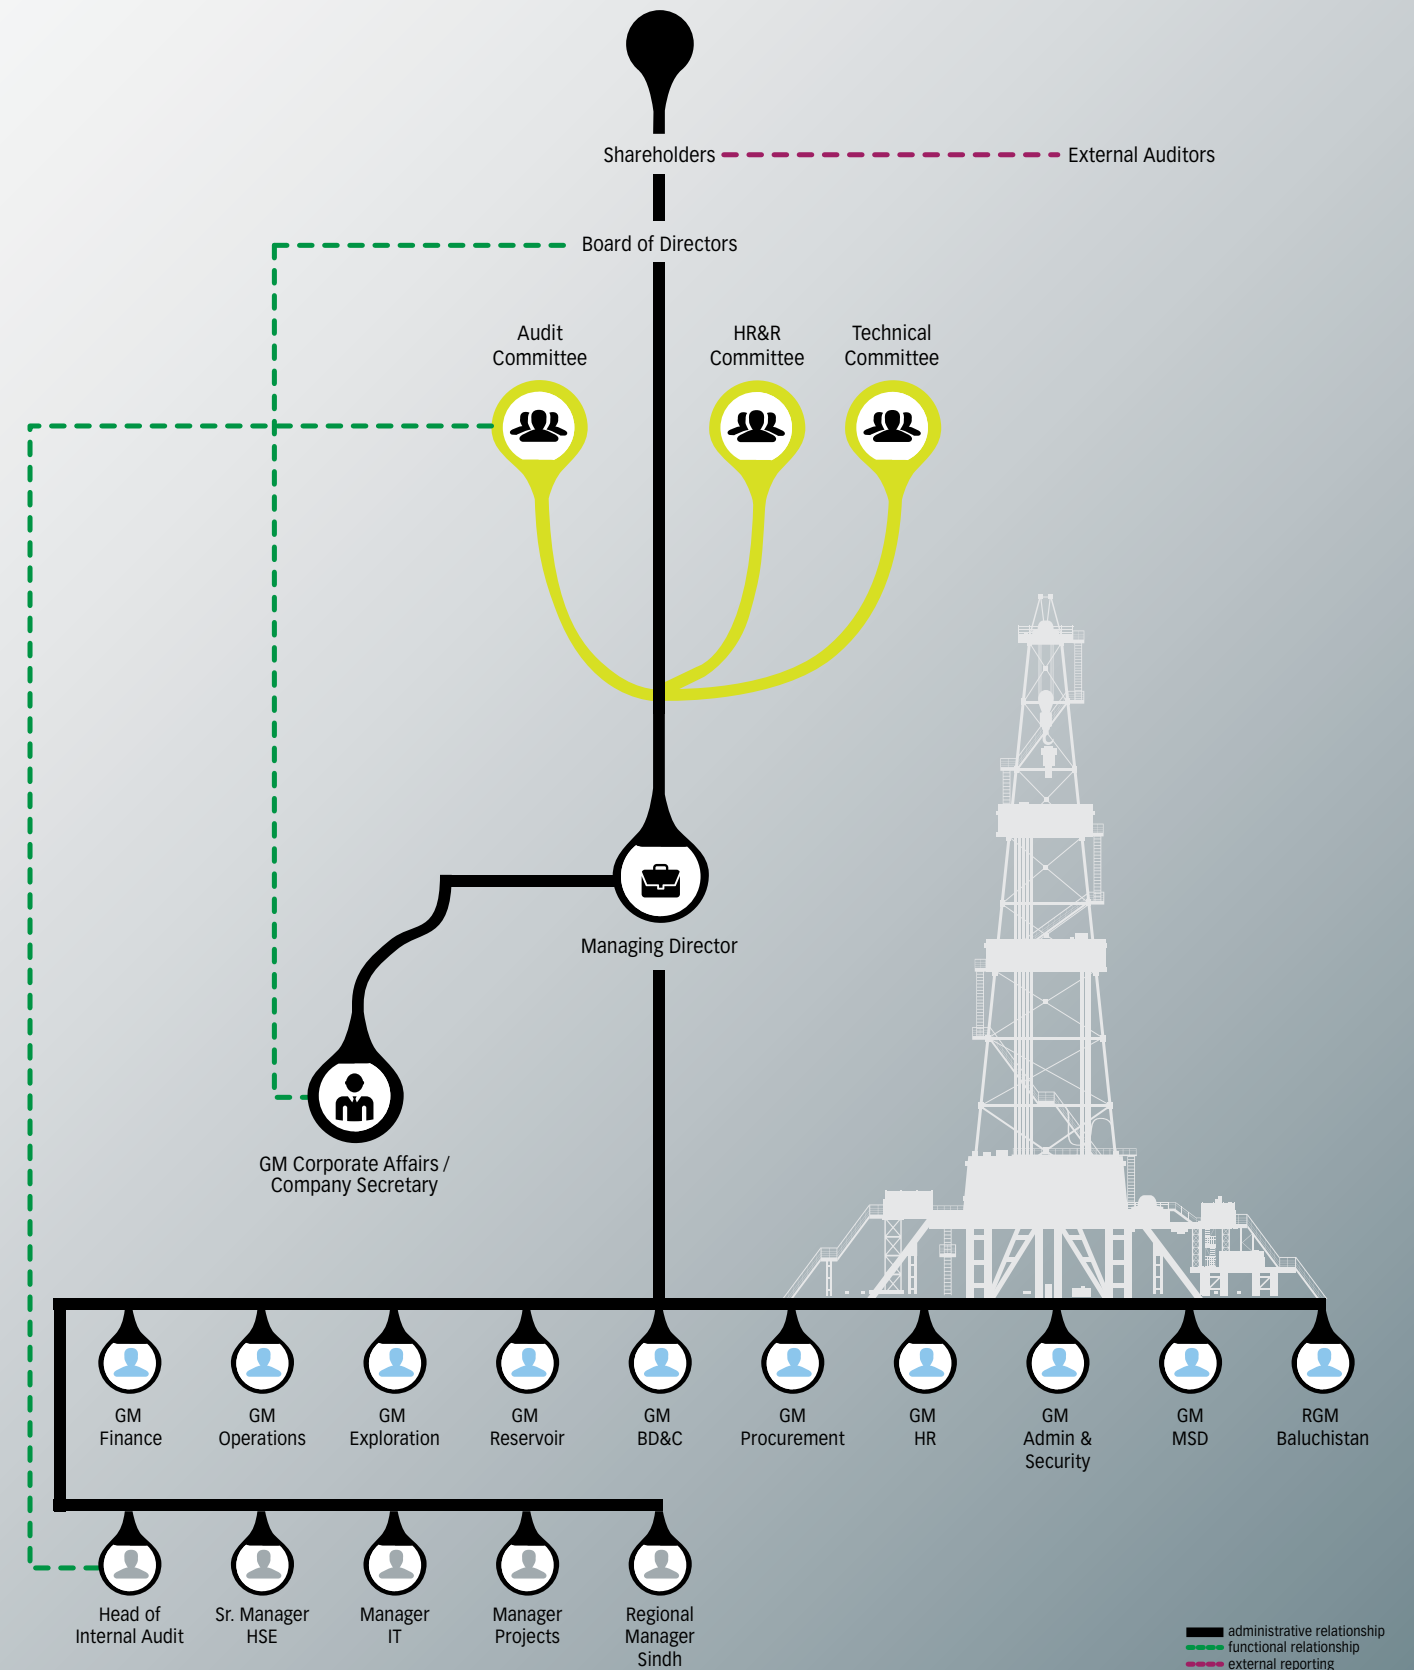 Shareholders
External Auditors
Board of Directors
Audit
Committee
HR&R
Committee
Technical
Committee
Managing Director
GM Corporate Affairs /
Company Secretary
GM
Finance
GM
Operations
GM
Exploration
GM
Reservoir
GM
BD&C
GM
Procurement
GM
HR
GM
Admin &
Security
GM
MSD
RGM
Baluchistan
Head of
Internal Audit
Sr. Manager
HSE
Manager
IT
Manager
Projects
Regional
Manager
Sindh
administrative relationship
functional relationship
external reporting